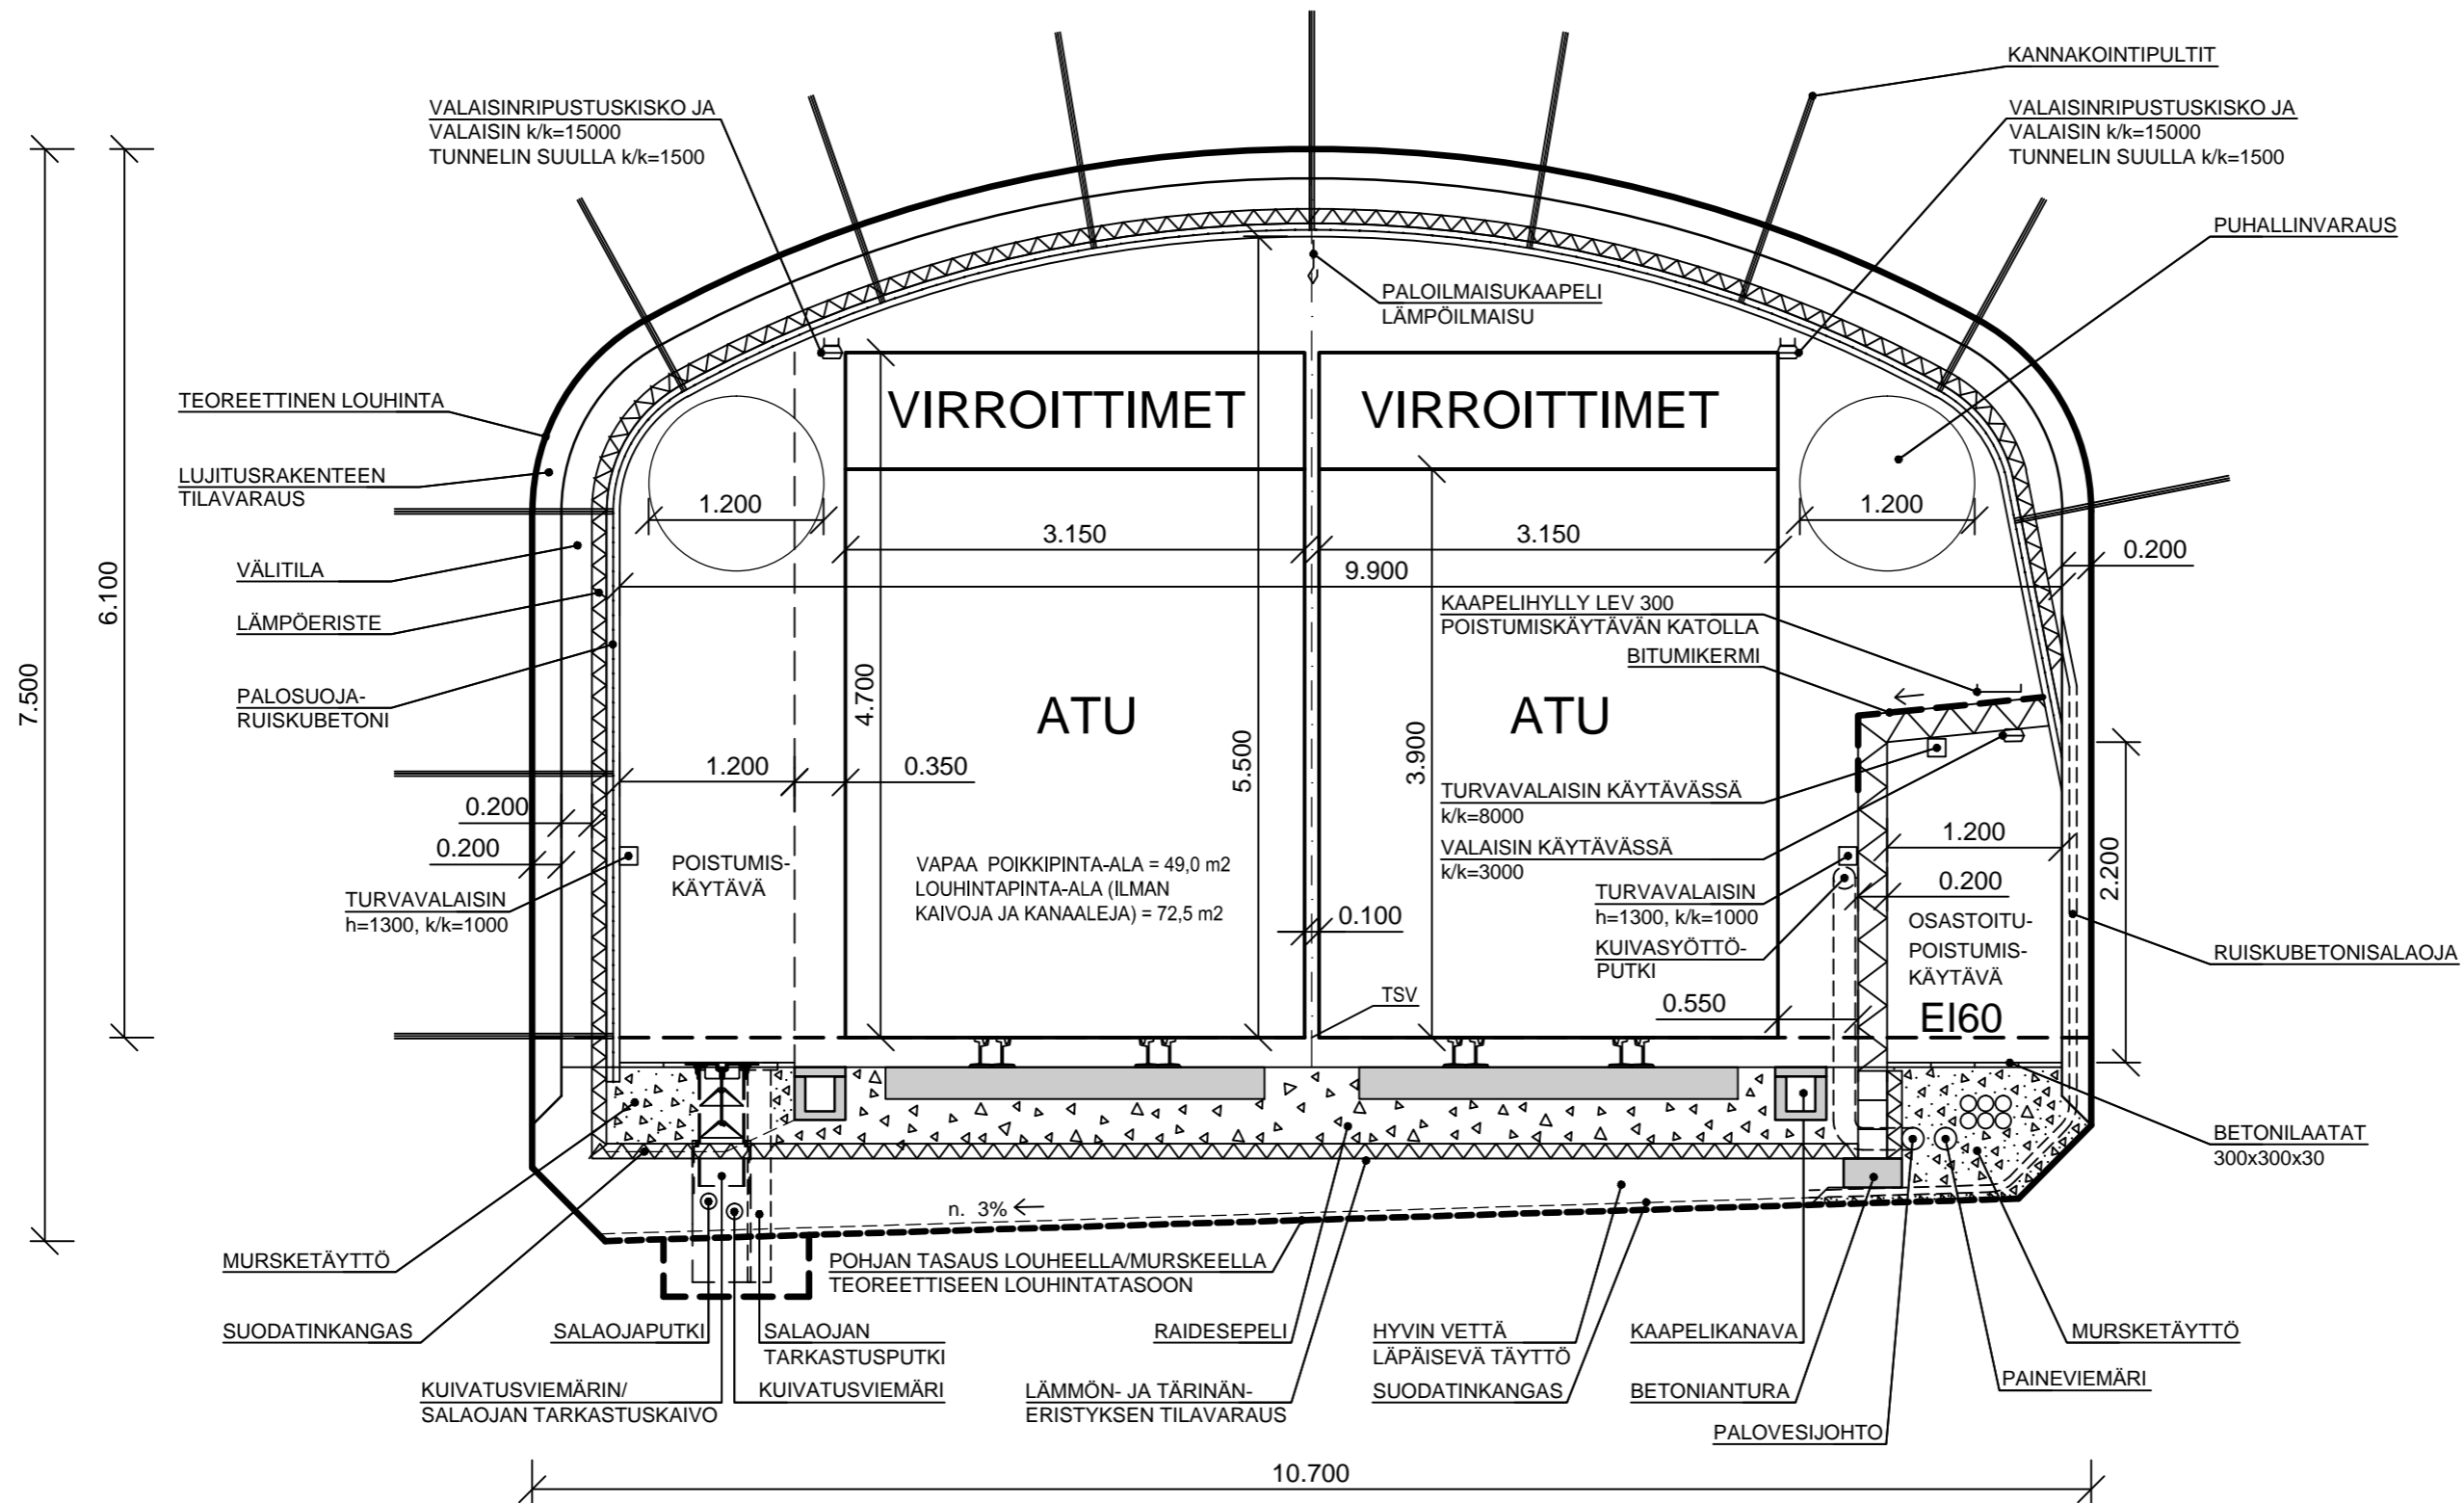 KANNAKOINTIPULTIT
VALAISINRIPUSTUSKISKO JA
VALAISIN k/k=15000
TUNNELIN SUULLA k/k=1500
VALAISINRIPUSTUSKISKO JA
VALAISIN k/k=15000
TUNNELIN SUULLA k/k=1500
PUHALLINVARAUS
PALOILMAISUKAAPELI
LÄMPÖILMAISU
TEOREETTINEN LOUHINTA
VIRROITTIMET
VIRROITTIMET
LUJITUSRAKENTEEN
TILAVARAUS
1.200
1.200
3.150
3.150
0.200
9.900
VÄLITILA
6.100
7.500
LÄMPÖERISTE
KAAPELIHYLLY LEV 300
POISTUMISKÄYTÄVÄN KATOLLA
BITUMIKERMI
PALOSUOJA-
RUISKUBETONI
4.700
ATU
ATU
5.500
3.900
1.200
0.350
TURVAVALAISIN KÄYTÄVÄSSÄ
k/k=8000
0.200
0.200
VALAISIN KÄYTÄVÄSSÄ
k/k=3000
1.200
2.200
POISTUMIS-
KÄYTÄVÄ
VAPAA POIKKIPINTA-ALA = 49,0 m2
LOUHINTAPINTA-ALA (ILMAN
KAIVOJA JA KANAALEJA) = 72,5 m2
TURVAVALAISIN
h=1300, k/k=1000
TURVAVALAISIN
h=1300, k/k=1000
0.200
0.100
KUIVASYÖTTÖ-
PUTKI
OSASTOITU-
POISTUMIS-
KÄYTÄVÄ
EI60
RUISKUBETONISALAOJA
TSV
0.550
BETONILAATAT
300x300x30
n. 3%
MURSKETÄYTTÖ
POHJAN TASAUS LOUHEELLA/MURSKEELLA
TEOREETTISEEN LOUHINTATASOON
SUODATINKANGAS
SALAOJAPUTKI
SALAOJAN
TARKASTUSPUTKI
RAIDESEPELI
HYVIN VETTÄ
LÄPÄISEVÄ TÄYTTÖ
KAAPELIKANAVA
MURSKETÄYTTÖ
KUIVATUSVIEMÄRIN/
SALAOJAN TARKASTUSKAIVO
KUIVATUSVIEMÄRI
LÄMMÖN- JA TÄRINÄN-
ERISTYKSEN TILAVARAUS
SUODATINKANGAS
BETONIANTURA
PAINEVIEMÄRI
PALOVESIJOHTO
10.700